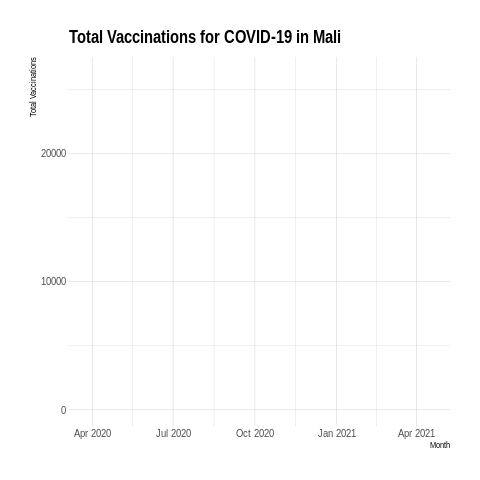 Total Vaccinations for COVID-19 in Mali
Total Vaccinations
20000
10000
0
Apr 2020 Jul 2020 Oct 2020 Jan 2021 Apr 2021
Month